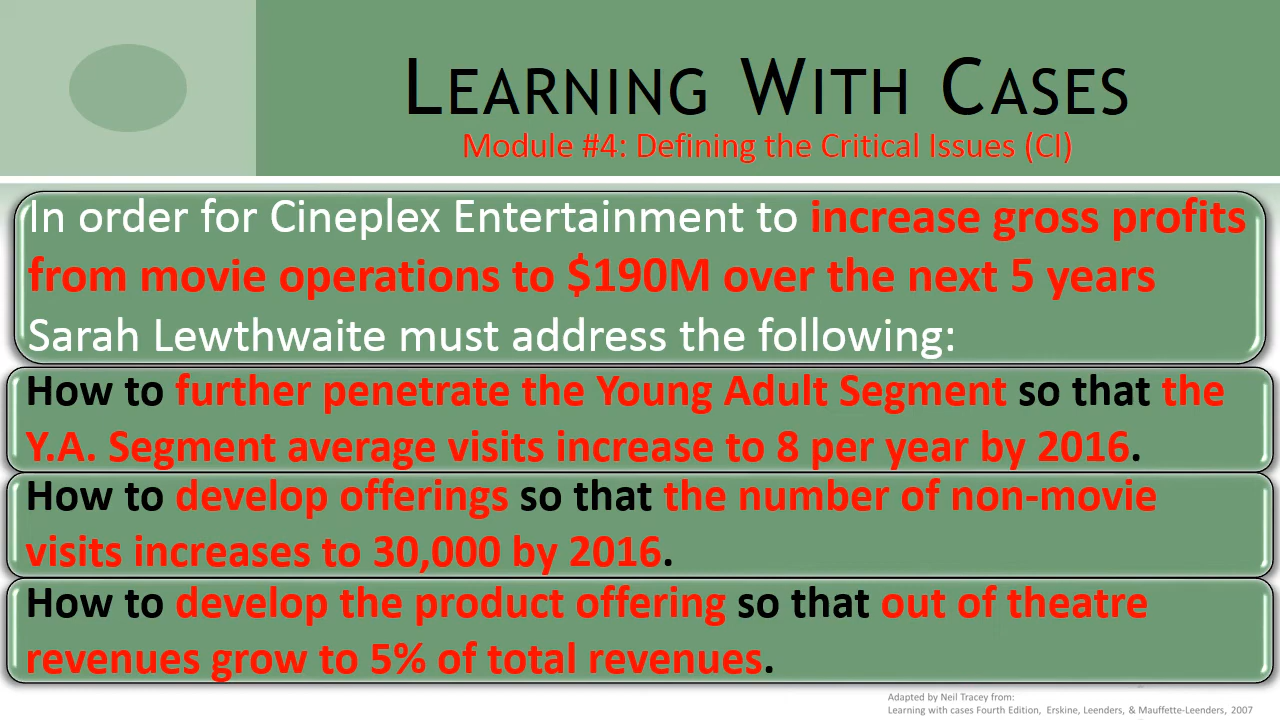 LEARNING WITH CASES
Module #4: Defining the Critical Issues (CI)
In order for Cineplex Entertainment to increase gross profits
from movie operations to $190M over the next 5 years
Sarah Lewthwaite must address the following:
How to further penetrate the Young Adult Segment so that the
Y.A. Segment average visits increase to 8 per year by 2016.
How to develop offerings so that the number of non-movie
visits increases to 30,000 by 2016.
How to develop the product offering so that out of theatre
revenues grow to 5% of total revenues.
Adapted by Neil Tracey from:
Learning with cases Fourth Edition, Erskine, Leenders, & Mauffette-Leenders, 2007